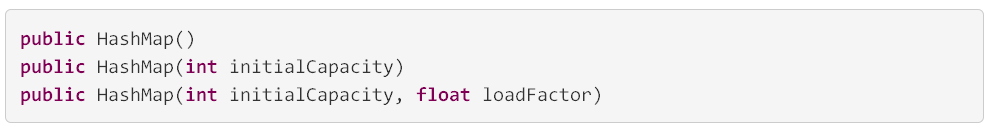 public HashMap()
public HashMap(int initialCapacity)
public HashMap(int initialCapacity, float loadFactor)